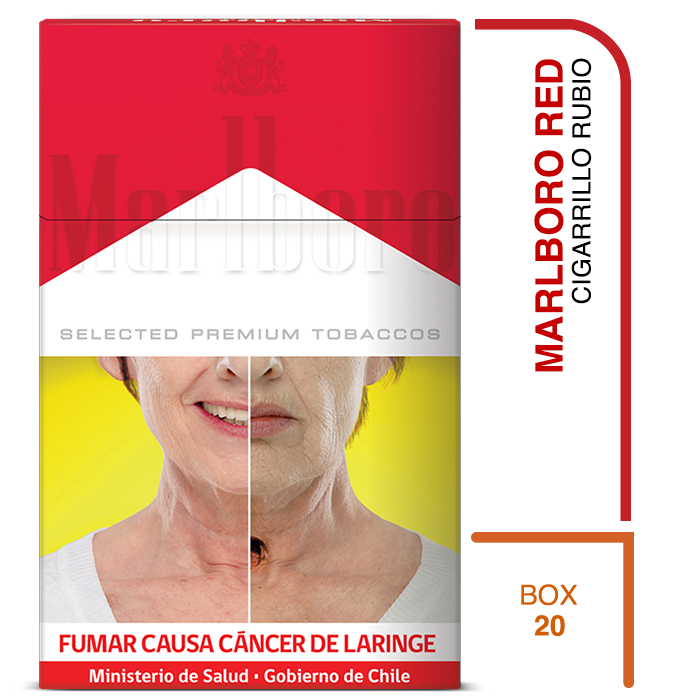 Marlboro
Marlboro
SELECTED PREMIUM TOBACCOS
FUMAR CAUSA CÁNCER DE LARINGE
Ministerio de Salud • Gobierno de Chile
MARLBORO RED
CIGARRILLO RUBIO
BOX
20